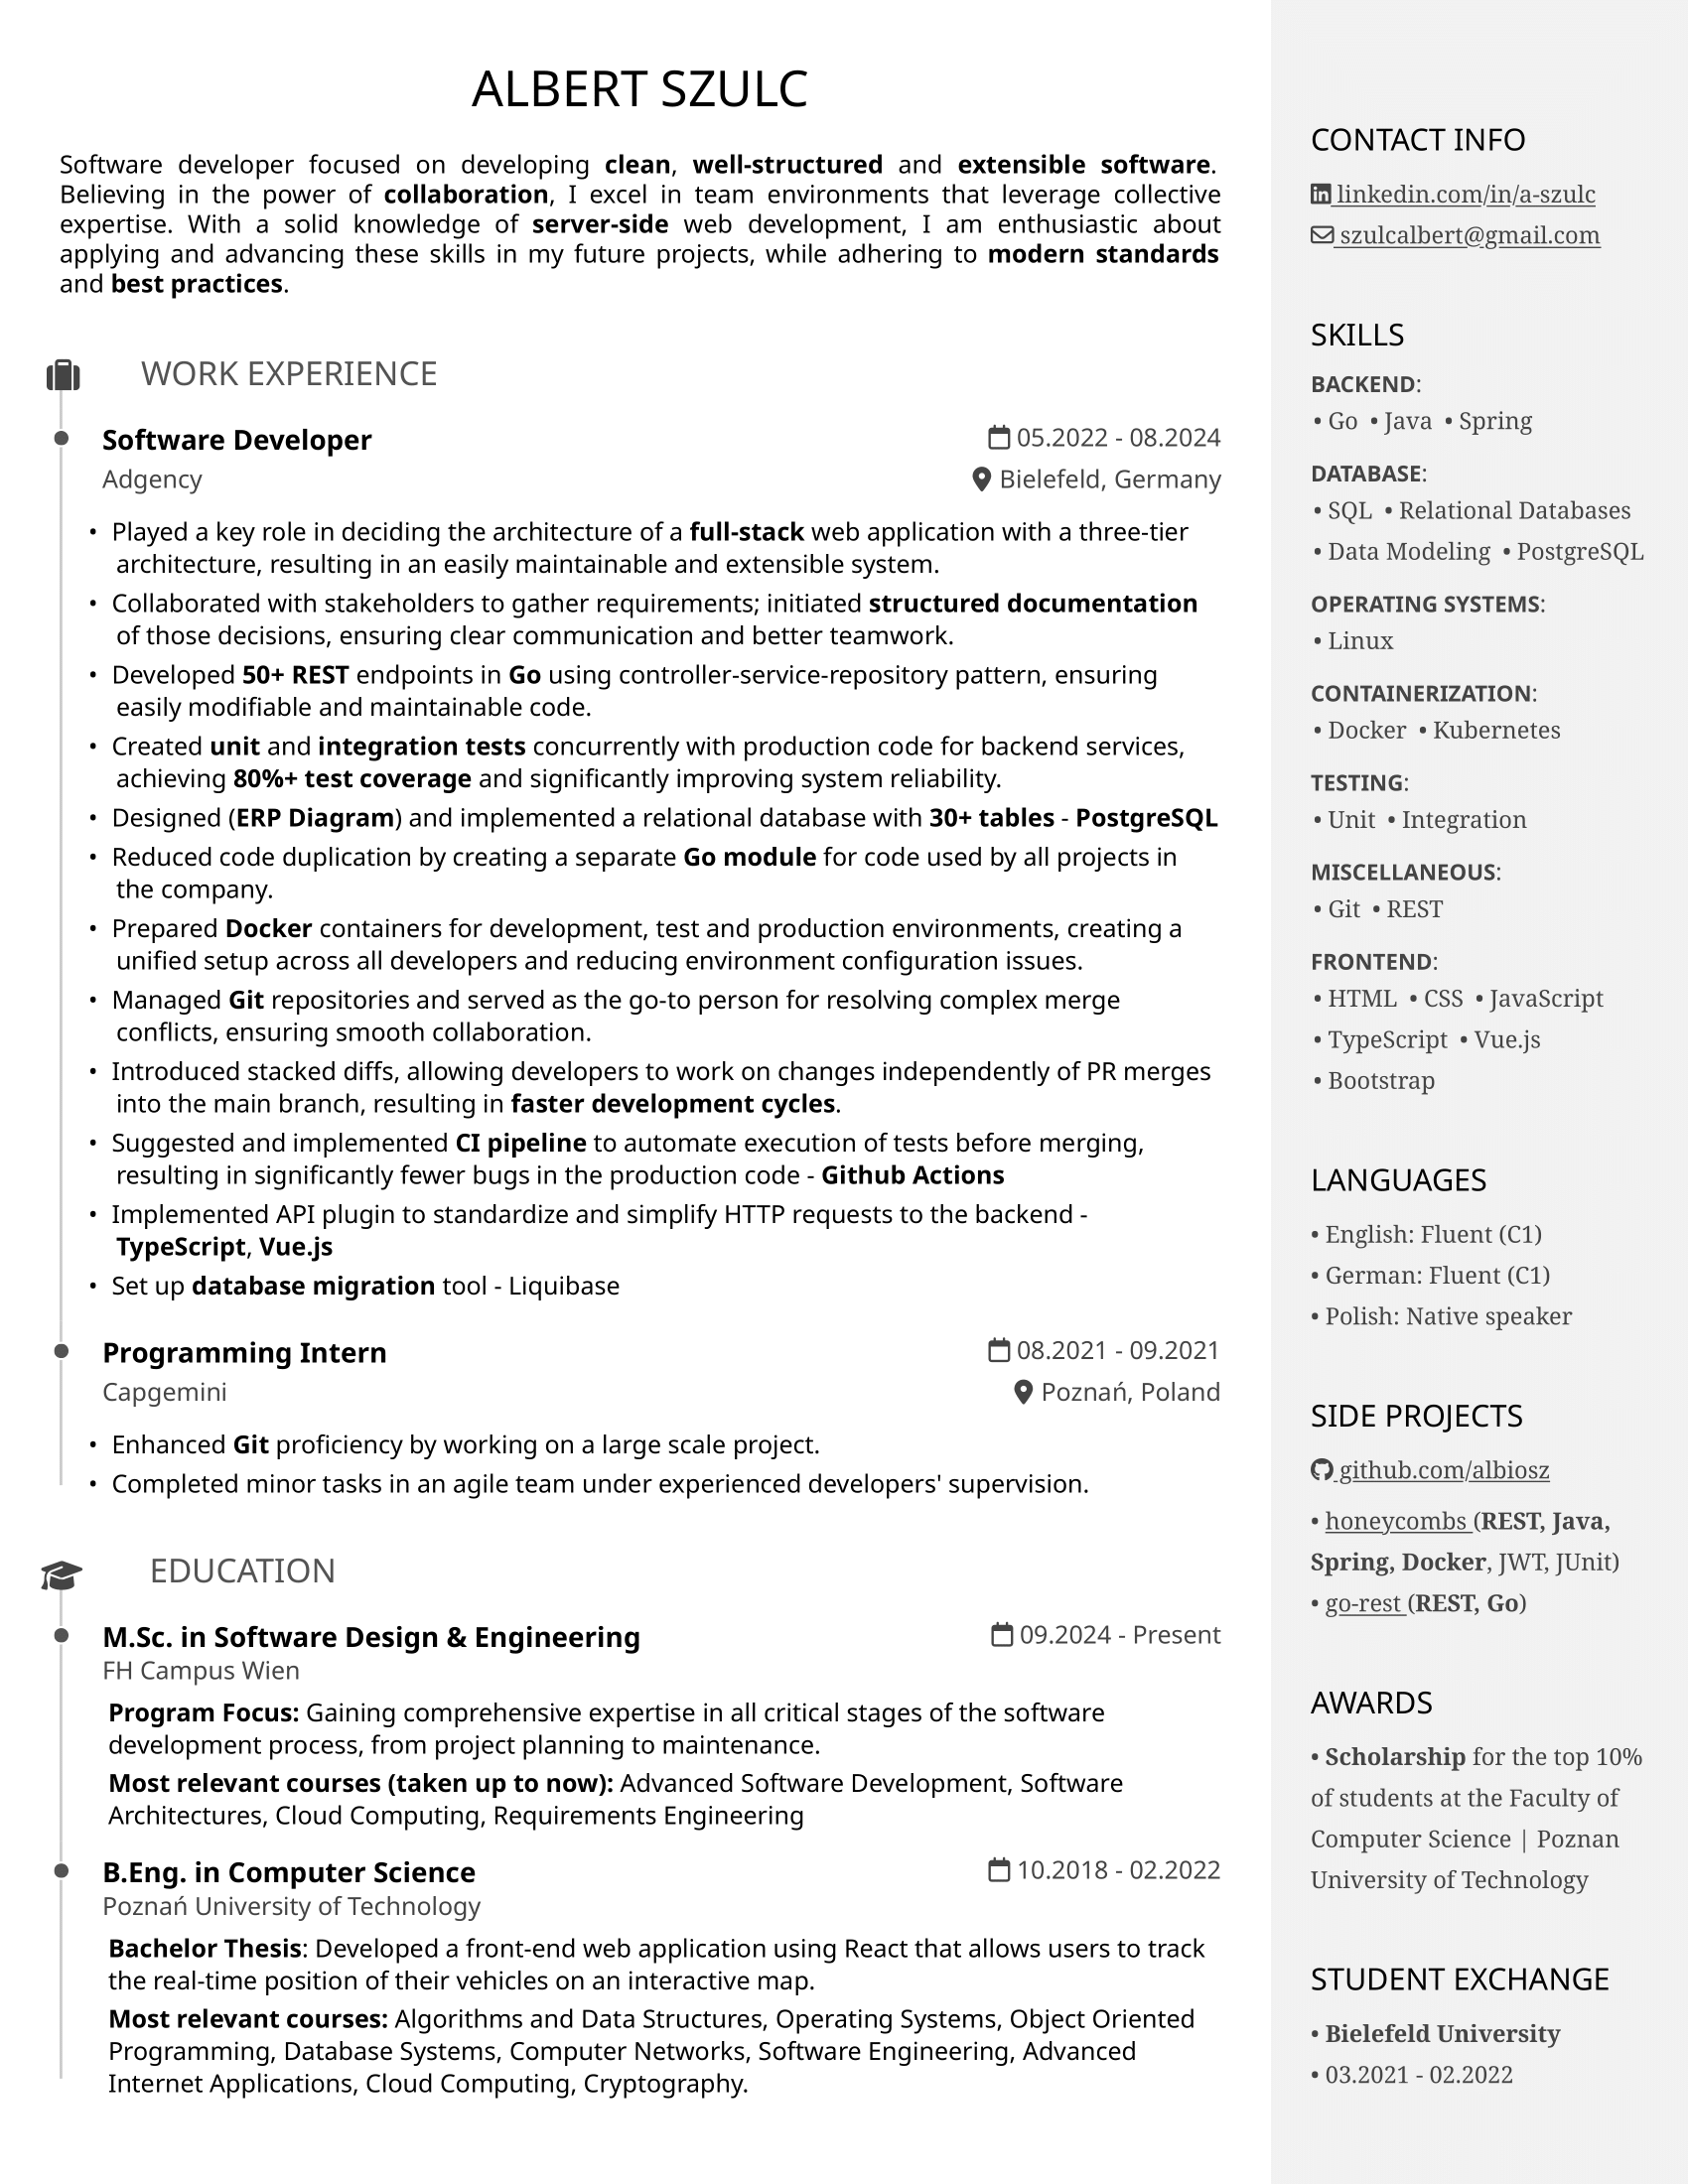 ALBERT SZULC
Software developer focused on developing clean, well-structured and extensible software.
Believing in the power of collaboration, I excel in team environments that leverage collective
expertise. With a solid knowledge of server-side web development, I am enthusiastic about
applying and advancing these skills in my future projects, while adhering to modern standards
and best practices.
WORK EXPERIENCE
Software Developer
05.2022 - 08.2024
Adgency
Bielefeld, Germany
• Played a key role in deciding the architecture of a full-stack web application with a three-tier
architecture, resulting in an easily maintainable and extensible system.
• Collaborated with stakeholders to gather requirements; initiated structured documentation
of those decisions, ensuring clear communication and better teamwork.
• Developed 50+ REST endpoints in Go using controller-service-repository pattern, ensuring
easily modifiable and maintainable code.
• Created unit and integration tests concurrently with production code for backend services,
achieving 80%+ test coverage and significantly improving system reliability.
• Designed (ERP Diagram) and implemented a relational database with 30+ tables - PostgreSQL
• Reduced code duplication by creating a separate Go module for code used by all projects in
the company.
• Prepared Docker containers for development, test and production environments, creating a
unified setup across all developers and reducing environment configuration issues.
• Managed Git repositories and served as the go-to person for resolving complex merge
conflicts, ensuring smooth collaboration.
• Introduced stacked diffs, allowing developers to work on changes independently of PR merges
into the main branch, resulting in faster development cycles.
• Suggested and implemented CI pipeline to automate execution of tests before merging,
resulting in significantly fewer bugs in the production code - Github Actions
• Implemented API plugin to standardize and simplify HTTP requests to the backend -
TypeScript, Vue.js
• Set up database migration tool - Liquibase
Programming Intern
08.2021 - 09.2021
Capgemini
Poznań, Poland
• Enhanced Git proficiency by working on a large scale project.
• Completed minor tasks in an agile team under experienced developers' supervision.
EDUCATION
M.Sc. in Software Design & Engineering
09.2024 - Present
FH Campus Wien
Program Focus: Gaining comprehensive expertise in all critical stages of the software
development process, from project planning to maintenance.
Most relevant courses (taken up to now): Advanced Software Development, Software
Architectures, Cloud Computing, Requirements Engineering
B.Eng. in Computer Science
10.2018 - 02.2022
Poznań University of Technology
Bachelor Thesis: Developed a front-end web application using React that allows users to track
the real-time position of their vehicles on an interactive map.
Most relevant courses: Algorithms and Data Structures, Operating Systems, Object Oriented
Programming, Database Systems, Computer Networks, Software Engineering, Advanced
Internet Applications, Cloud Computing, Cryptography.
CONTACT INFO
linkedin.com/in/a-szulc
szulcalbert@gmail.com
SKILLS
BACKEND:
• Go • Java • Spring
DATABASE:
• SQL • Relational Databases
• Data Modeling • PostgreSQL
OPERATING SYSTEMS:
• Linux
CONTAINERIZATION:
• Docker • Kubernetes
TESTING:
• Unit • Integration
MISCELLANEOUS:
• Git • REST
FRONTEND:
• HTML • CSS • JavaScript
• TypeScript • Vue.js
• Bootstrap
LANGUAGES
• English: Fluent (C1)
• German: Fluent (C1)
• Polish: Native speaker
SIDE PROJECTS
github.com/albiosz
• honeycombs (REST, Java,
Spring, Docker, JWT, JUnit)
• go-rest (REST, Go)
AWARDS
• Scholarship for the top 10%
of students at the Faculty of
Computer Science | Poznan
University of Technology
STUDENT EXCHANGE
• Bielefeld University
• 03.2021 - 02.2022